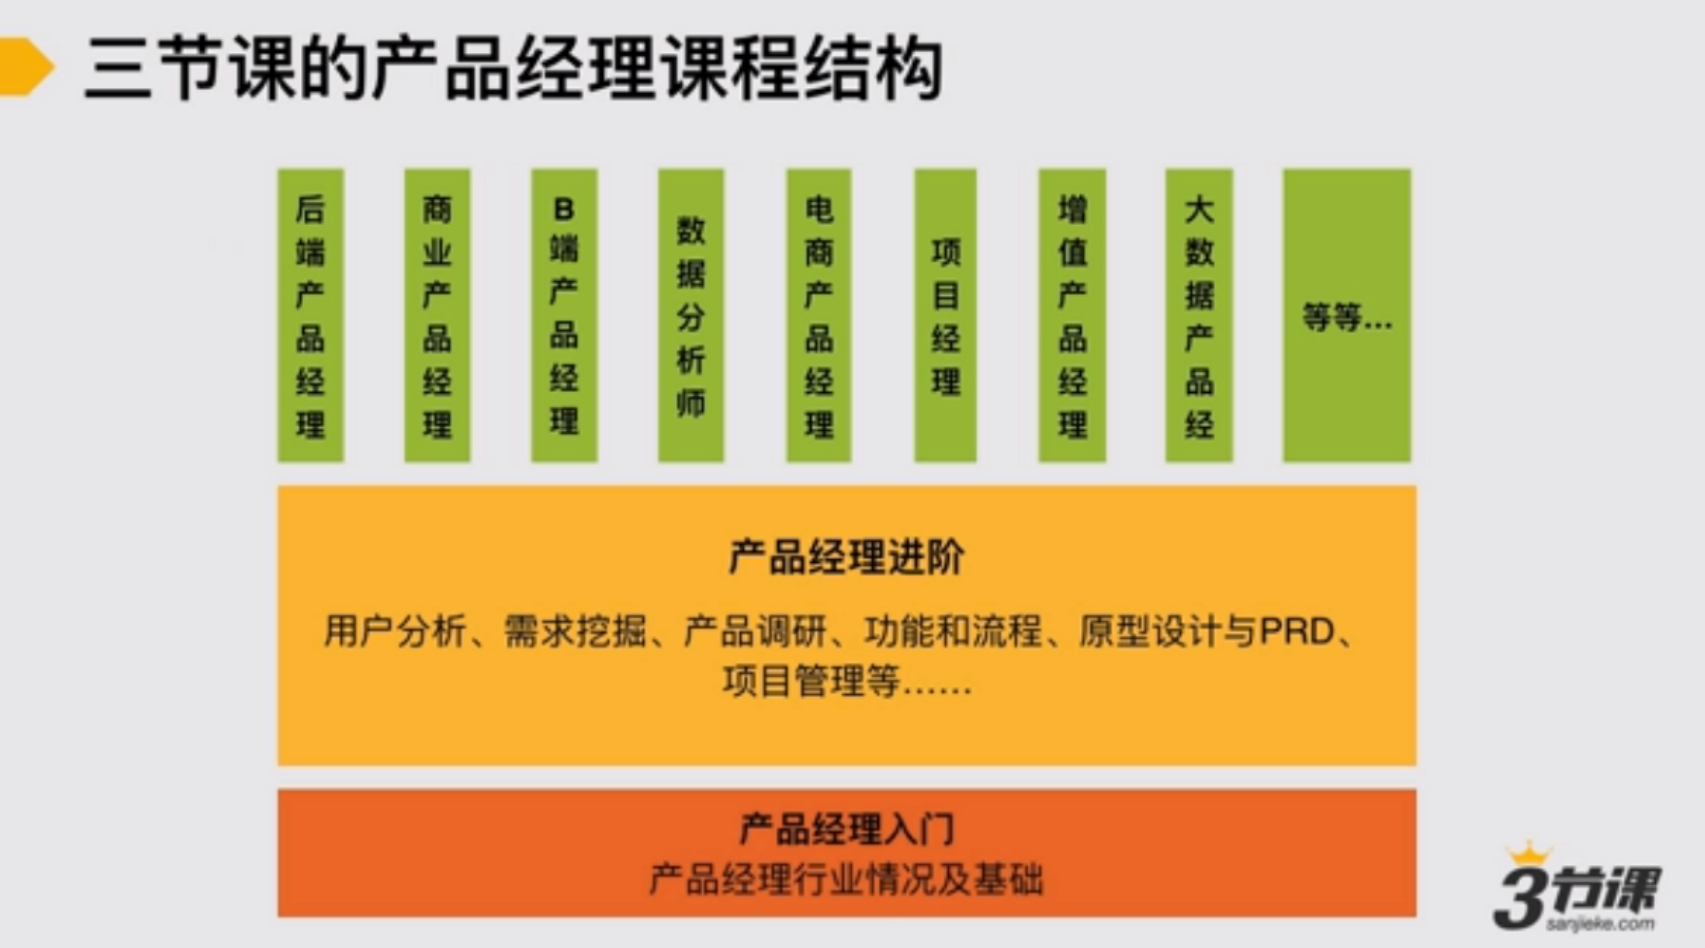 三节课的产品经理课程结构
后端产品经理
商业产品经理
B端产品经理
数据分析师
电商产品经理
项目经理
增值产品经理
大数据产品经
等等...
产品经理进阶
用户分析、需求挖掘、产品调研、功能和流程、原型设计与PRD、
项目管理等……
产品经理入门
产品经理行业情况及基础
3节课
sanjieke.com